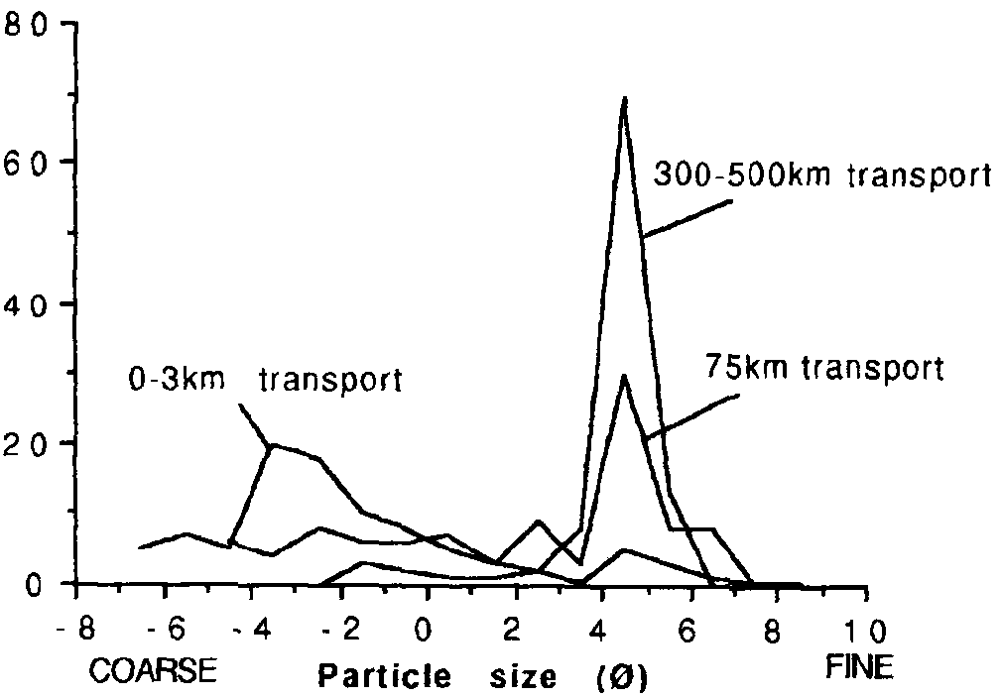 80
60
300-500km transport
40
75km transport
0-3km transport
20
0
-8 -6 -4 -2 0 2 4 6 8 10
COARSE Particle size (Ø) FINE